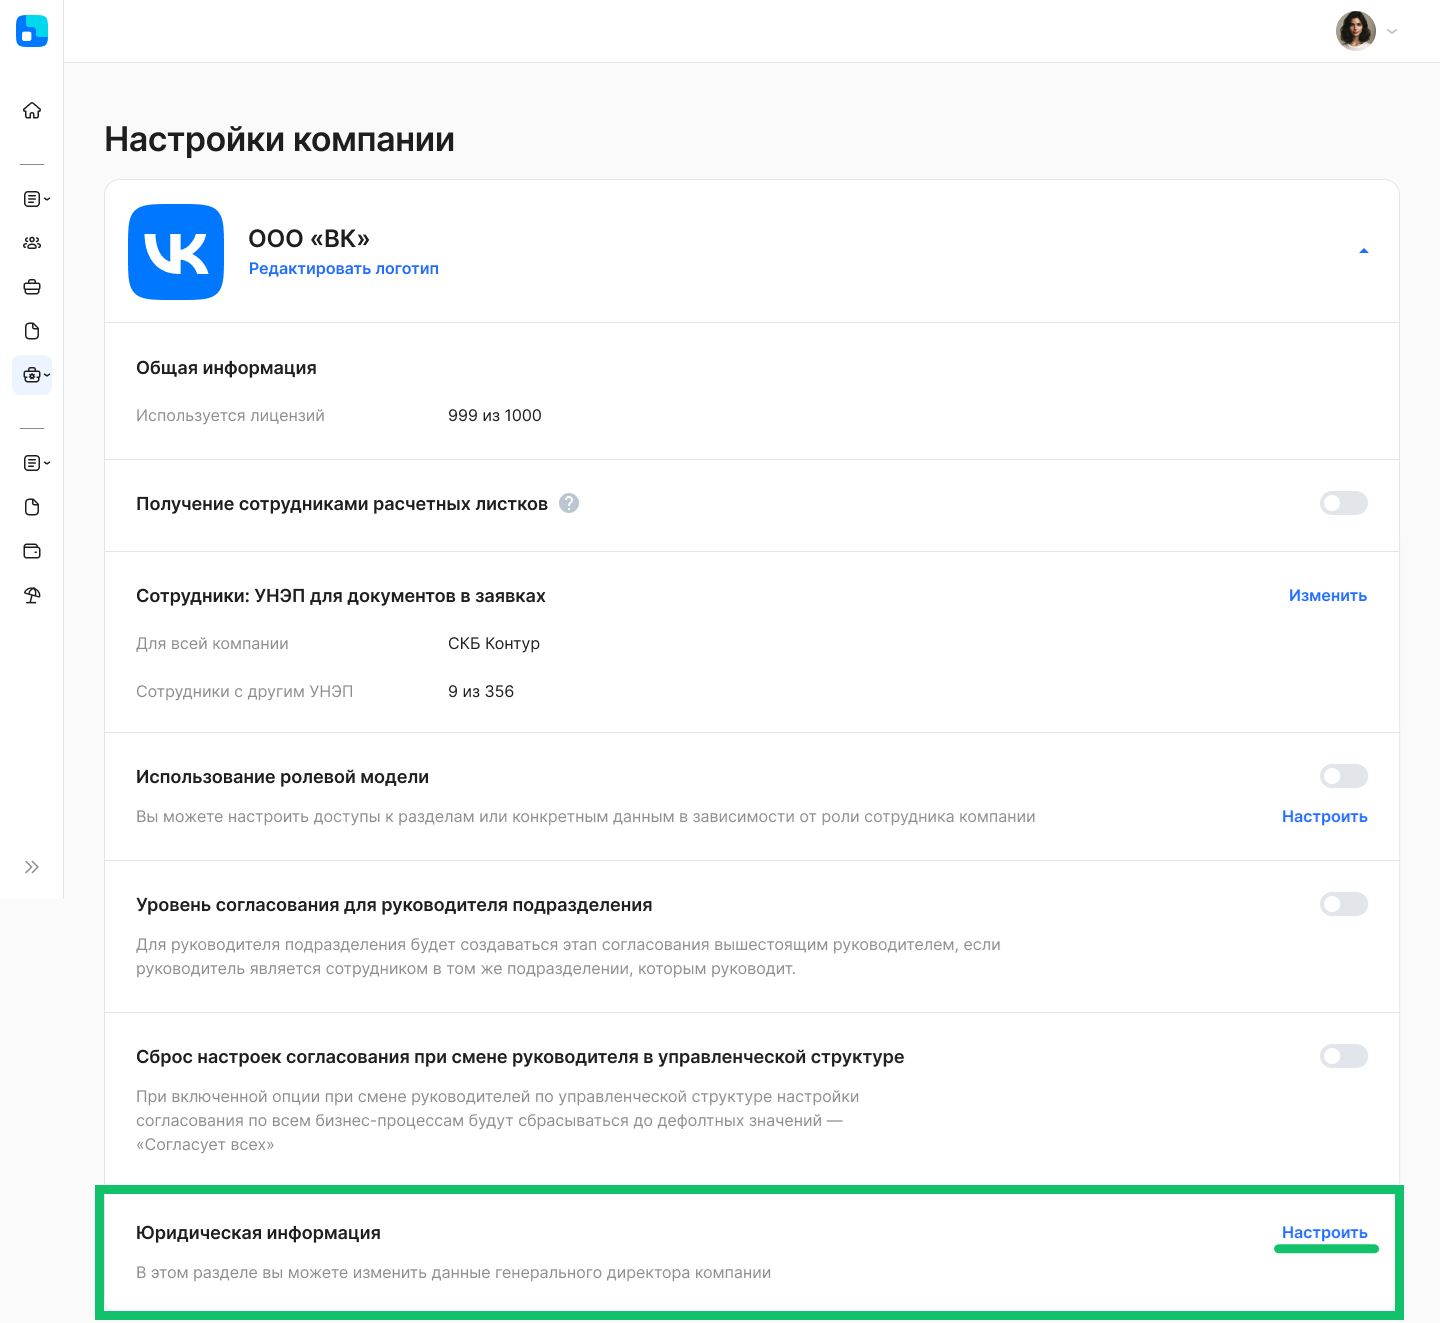 Настройки компании
ООО «ВК»
Редактировать логотип
Общая информация
Используется лицензий 999 из 1000
Получение сотрудниками расчетных листков ?
Сотрудники: УНЭП для документов в заявках Изменить
Для всей компании СКБ Контур
Сотрудники с другим УНЭП 9 из 356
Использование ролевой модели
Вы можете настроить доступы к разделам или конкретным данным в зависимости от роли сотрудника компании Настроить
Уровень согласования для руководителя подразделения
Для руководителя подразделения будет создаваться этап согласования вышестоящим руководителем, если
руководитель является сотрудником в том же подразделении, которым руководит.
Сброс настроек согласования при смене руководителя в управленческой структуре
При включенной опции при смене руководителей по управленческой структуре настройки
согласования по всем бизнес-процессам будут сбрасываться до дефолтных значений —
«Согласует всех»
Юридическая информация Настроить
В этом разделе вы можете изменить данные генерального директора компании